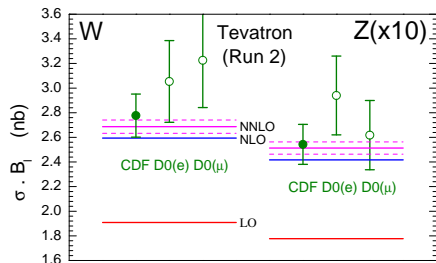 W Tevatron Z(x10)
(Run 2)
3.6
3.4
3.2
3.0
2.8
2.6
2.4
2.2
2.0
1.8
1.6
σ . Bl (nb)
NNLO
NLO
CDF D0(e) D0(μ)
CDF D0(e) D0(μ)
LO